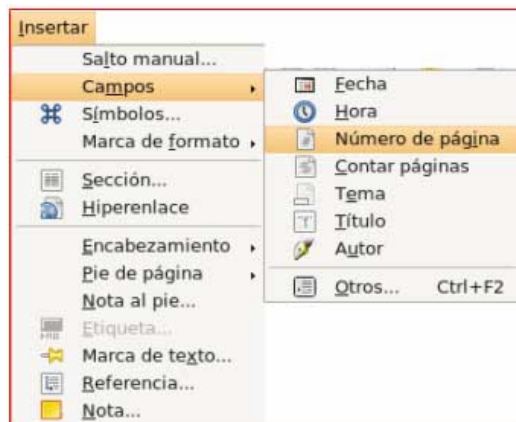 Insertar
Salto manual...
Campos
Símbolos...
Marca de formato
Sección...
Hiperenlace
Encabezamiento
Pie de página
Nota al pie...
Etiqueta...
Marca de texto...
Referencia...
Nota...
Fecha
Hora
Número de página
Contar páginas
Tema
Título
Autor
Otros... Ctrl+F2